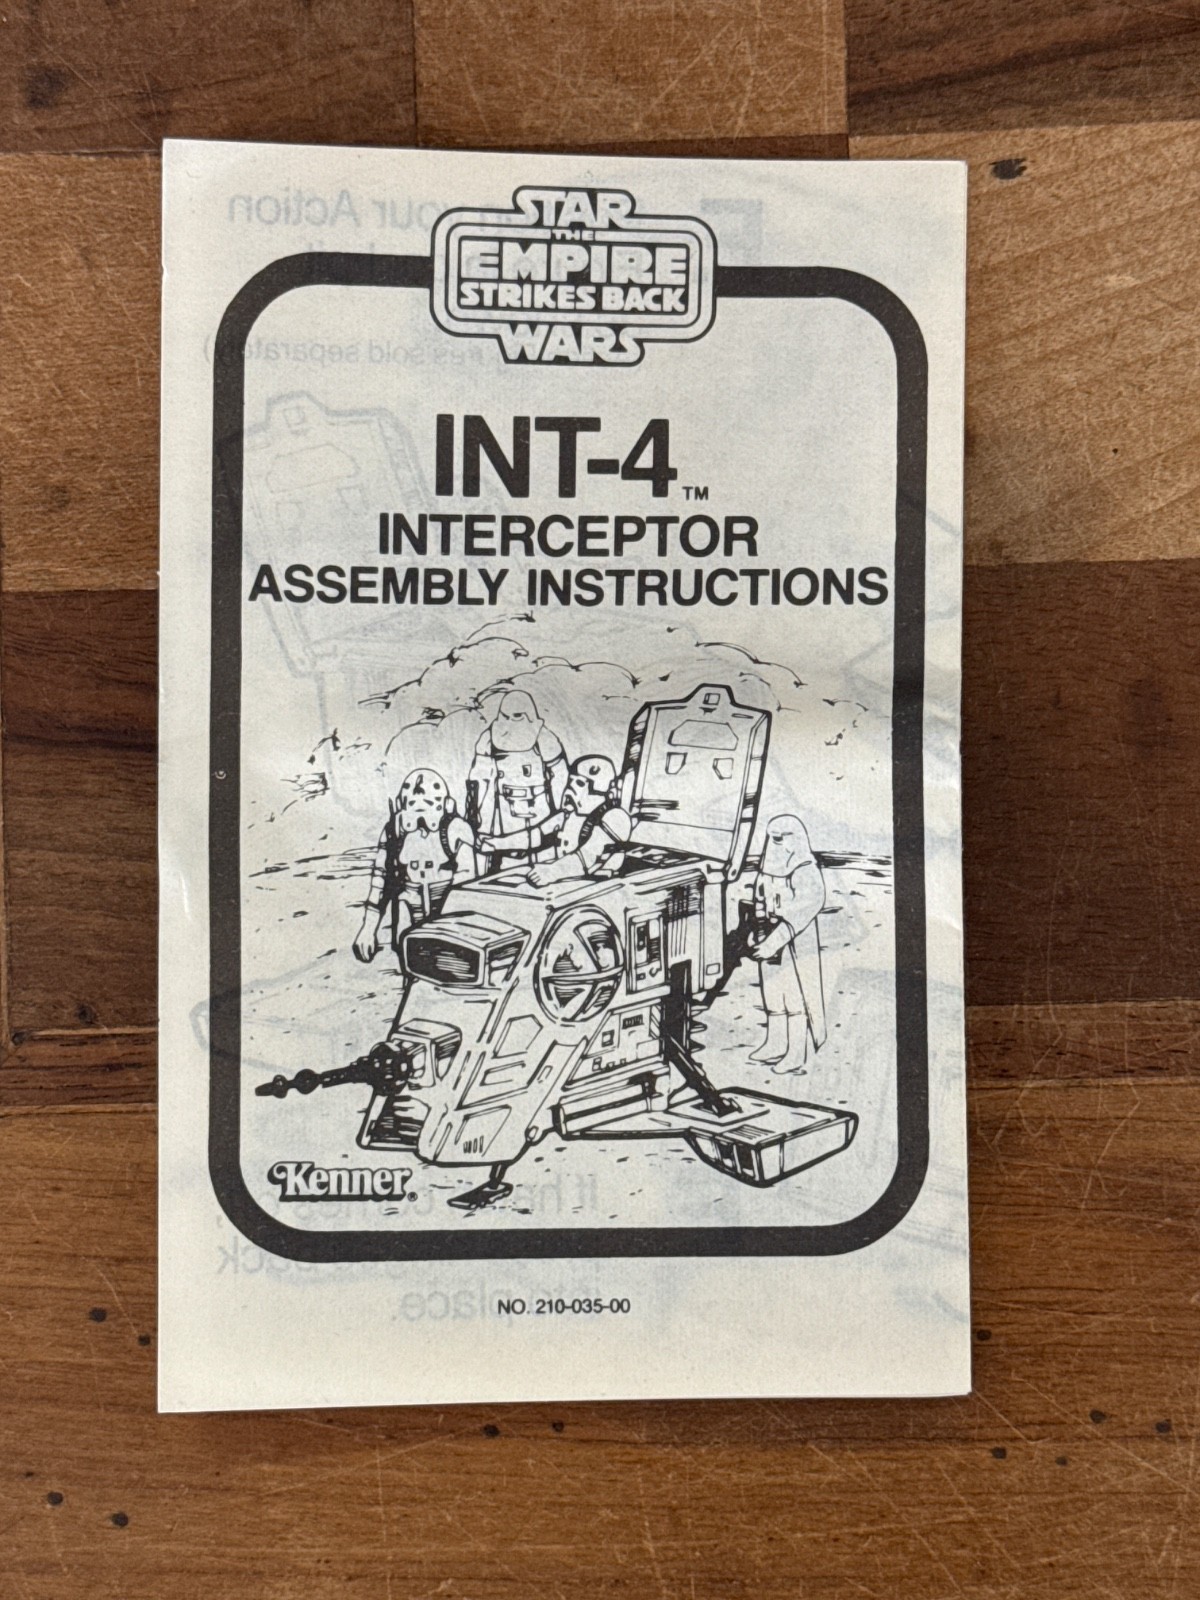 STAR
THE
EMPIRE
STRIKES BACK
WARS
INT-4™
INTERCEPTOR
ASSEMBLY INSTRUCTIONS
Kenner®
NO. 210-035-00